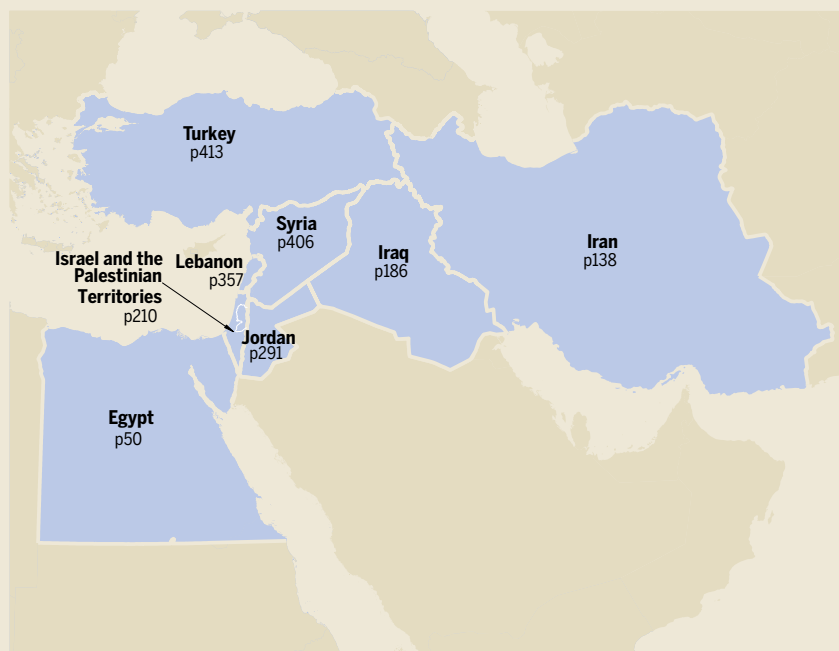 Turkey
p413
Syria
p406
Iraq
p186
Iran
p138
Lebanon
p357
Israel and the
Palestinian
Territories
p210
Jordan
p291
Egypt
p50